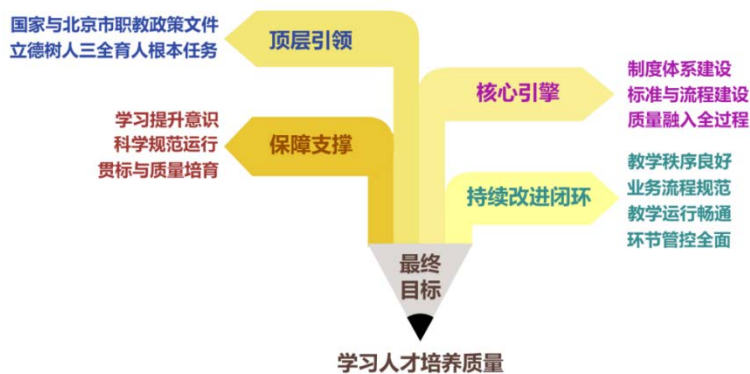 国家与北京市职教政策文件
立德树人三全育人根本任务
顶层引领
核心引擎
制度体系建设
标准与流程建设
质量融入全过程
学习提升意识
科学规范运行
贯标与质量培育
保障支撑
持续改进闭环
教学秩序良好
业务流程规范
教学运行畅通
环节管控全面
最终
目标
学习人才培养质量